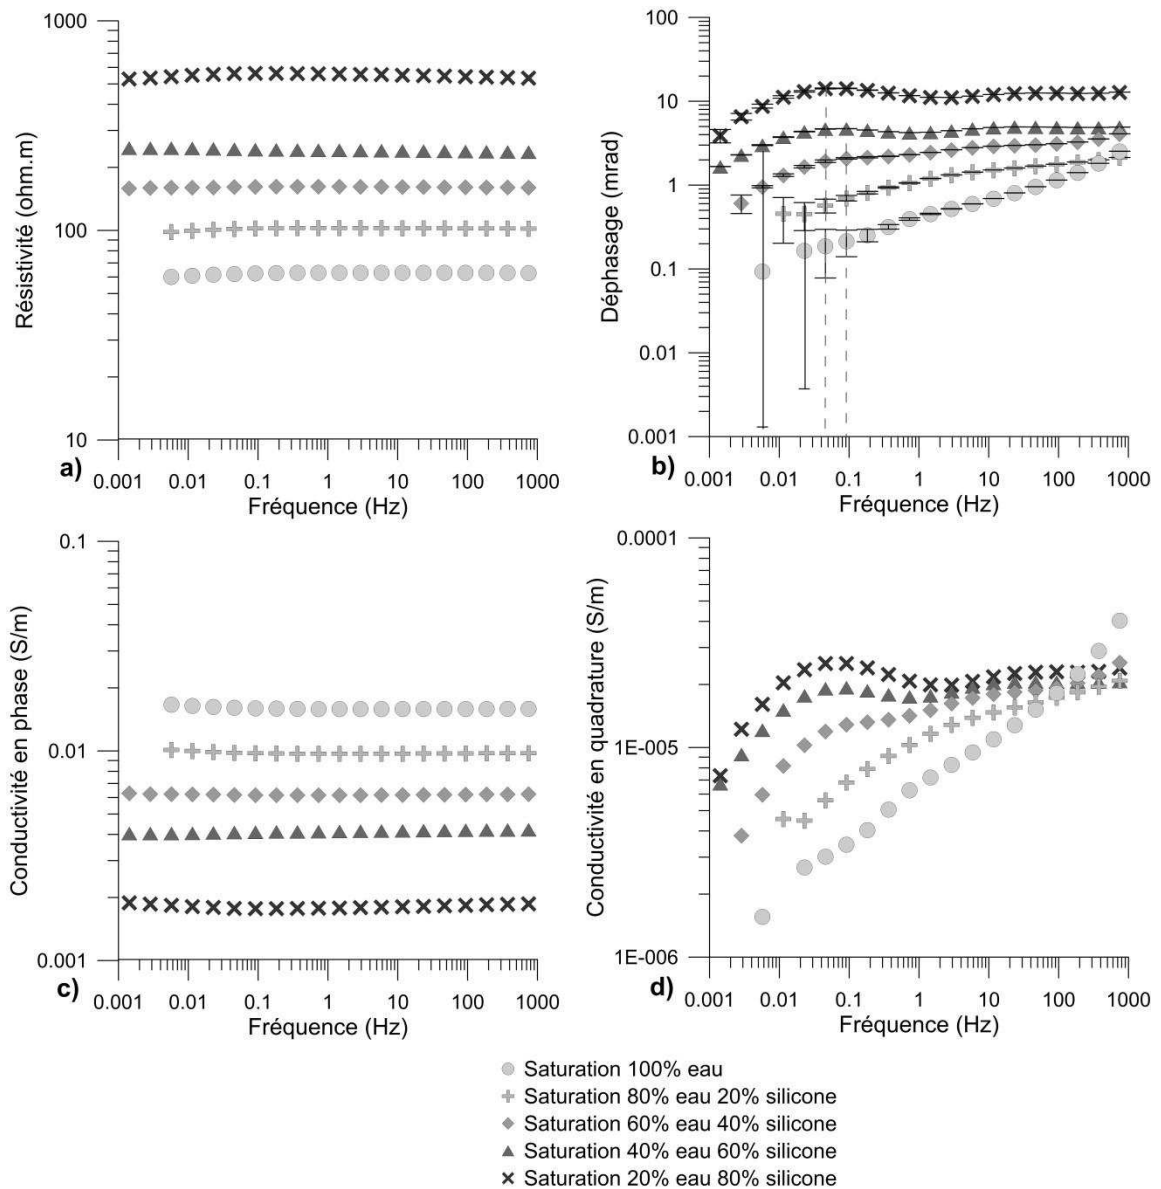 1000
100
10
Résistivité (ohm.m)
a)
0.001 0.01 0.1 1 10 100 1000
Fréquence (Hz)
100
10
1
0.1
0.01
0.001
Déphasage (mrad)
b)
0.001 0.01 0.1 1 10 100 1000
Fréquence (Hz)
0.1
0.01
0.001
Conductivité en phase (S/m)
c)
0.001 0.01 0.1 1 10 100 1000
Fréquence (Hz)
0.0001
1E-005
1E-006
Conductivité en quadrature (S/m)
d)
0.001 0.01 0.1 1 10 100 1000
Fréquence (Hz)
Saturation 100% eau
Saturation 80% eau 20% silicone
Saturation 60% eau 40% silicone
Saturation 40% eau 60% silicone
Saturation 20% eau 80% silicone